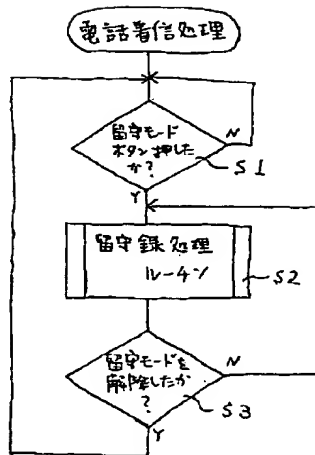 電話着信処理
留守モード
ボタン押した
か?
N
S1
Y
留守録処理
ルーチン
S2
留守モードを
解除したか
?
N
S3
Y